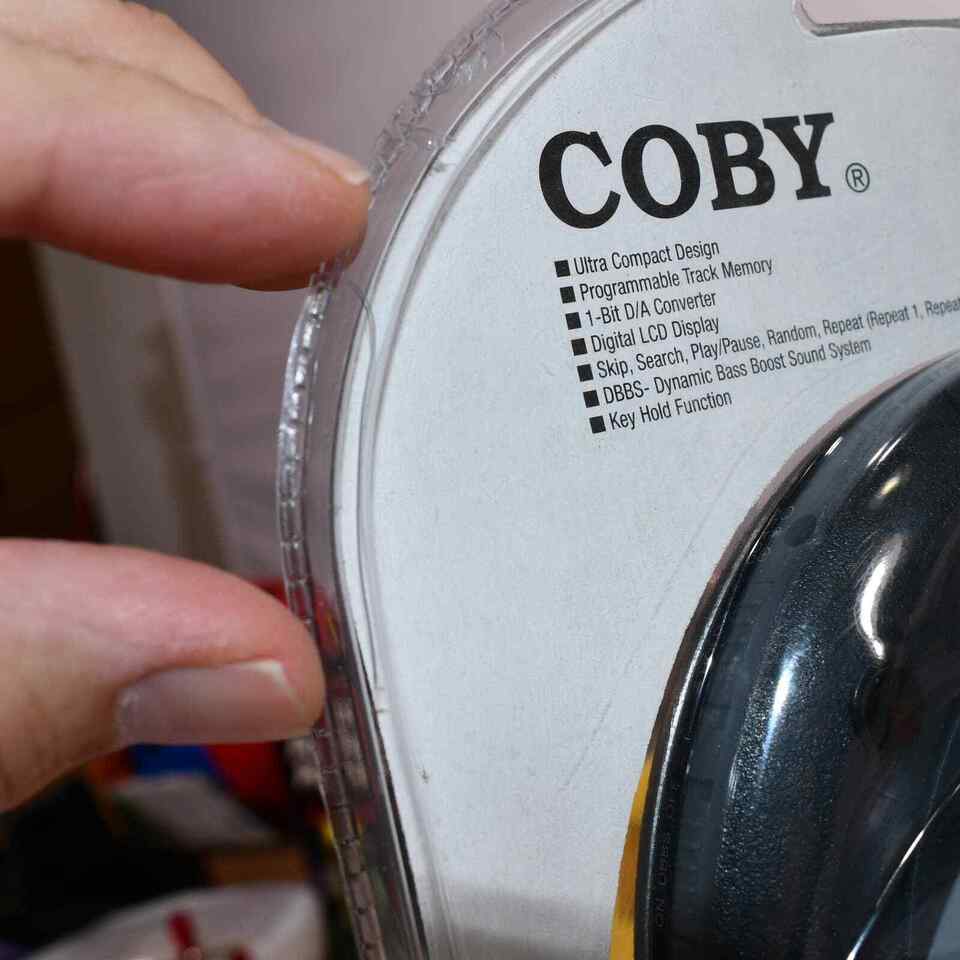 COBY ®
■ Ultra Compact Design
■ Programmable Track Memory
■ 1-Bit D/A Converter
■ Digital LCD Display
■ Skip, Search, Play/Pause, Random, Repeat (Repeat 1, Repeat
■ DBBS- Dynamic Bass Boost Sound System
■ Key Hold Function